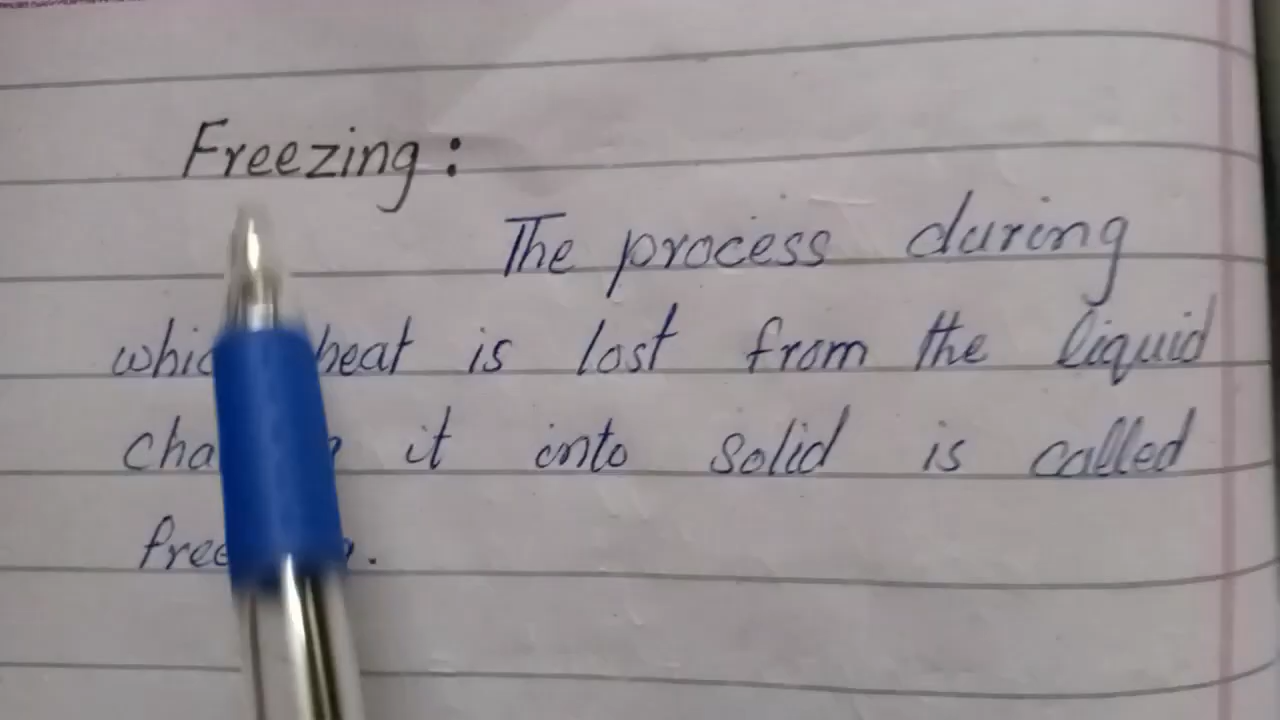 Freezing:
The process during
heat is lost from the liquid
it into solid is called